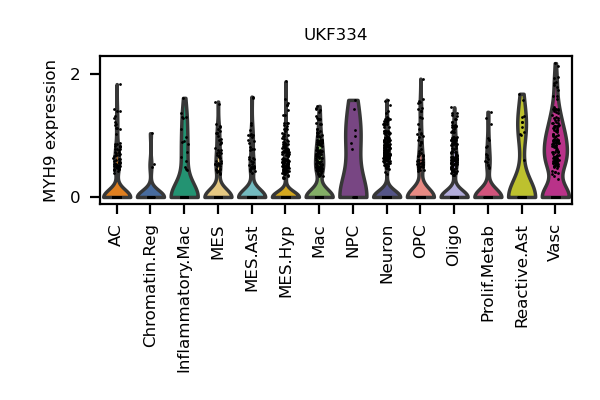 UKF334
MYH9 expression
2
0
AC
Chromatin.Reg
Inflammatory.Mac
MES
MES.Ast
MES.Hyp
Mac
NPC
Neuron
OPC
Oligo
Prolif.Metab
Reactive.Ast
Vasc